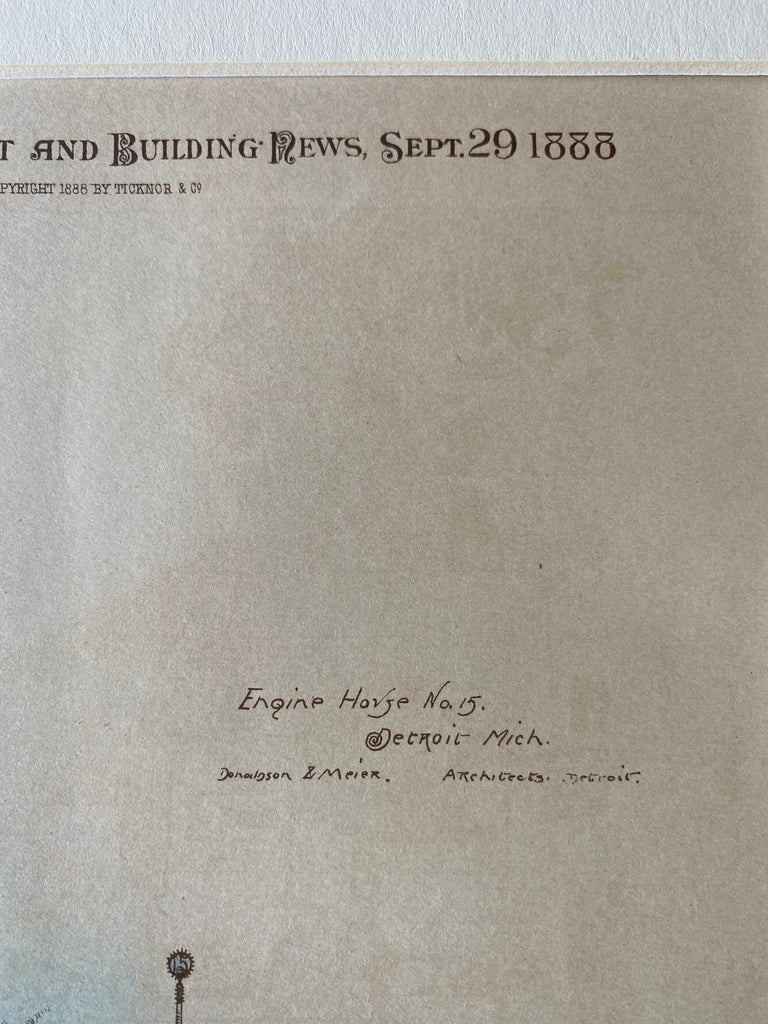 T AND BUILDING NEWS, SEPT. 29 1888
PYRIGHT 1888 BY TICKNOR & CO
Engine House No. 15.
Detroit Mich.
Donaldson & Meier. Architects. Detroit.
15